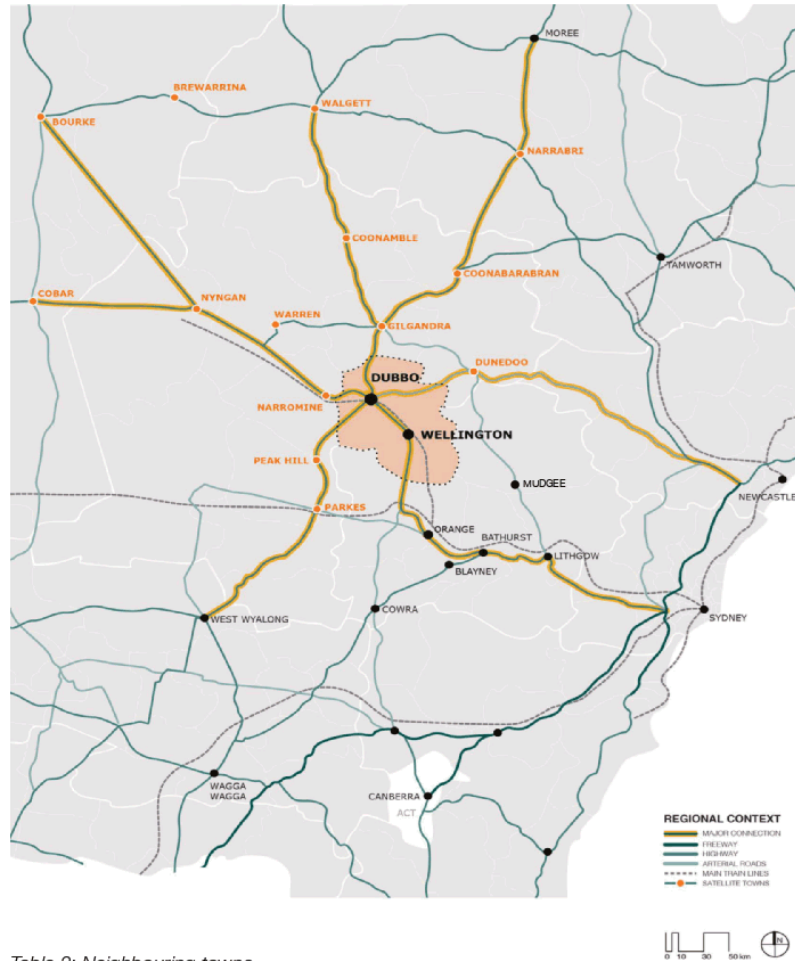 MOREE
BREWARRINA
WALGETT
BOURKE
NARRABRI
COONAMBLE
TAMWORTH
COONABARABRAN
COBAR
NYNGAN
WARREN
GILGANDRA
DUNEDOO
DUBBO
NARROMINE
WELLINGTON
PEAK HILL
MUDGEE
NEWCASTLE
PARKES
ORANGE
BATHURST
LITHGOW
BLAYNEY
COWRA
SYDNEY
WEST WYALONG
WAGGA
WAGGA
CANBERRA
ACT
REGIONAL CONTEXT
MAJOR CONNECTION
FREEWAY
HIGHWAY
ARTERIAL ROADS
MAIN TRAIN LINES
SATELLITE TOWNS
N
0 10 30 50 km